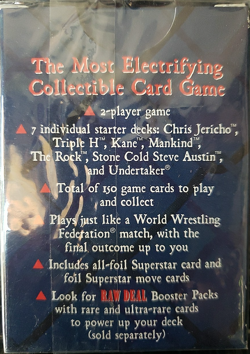 The Most Electrifying
Collectible Card Game
▲ 2-player game
▲ 7 individual starter decks: Chris Jericho™,
Triple H™, Kane™, Mankind™,
The Rock™, Stone Cold Steve Austin™,
and Undertaker®
▲ Total of 150 game cards to play
and collect
Plays just like a World Wrestling
Federation® match, with the
final outcome up to you
▲ Includes all-foil Superstar card and
foil Superstar move cards
▲ Look for RAW DEAL Booster Packs
with rare and ultra-rare cards
to power up your deck
(sold separately)